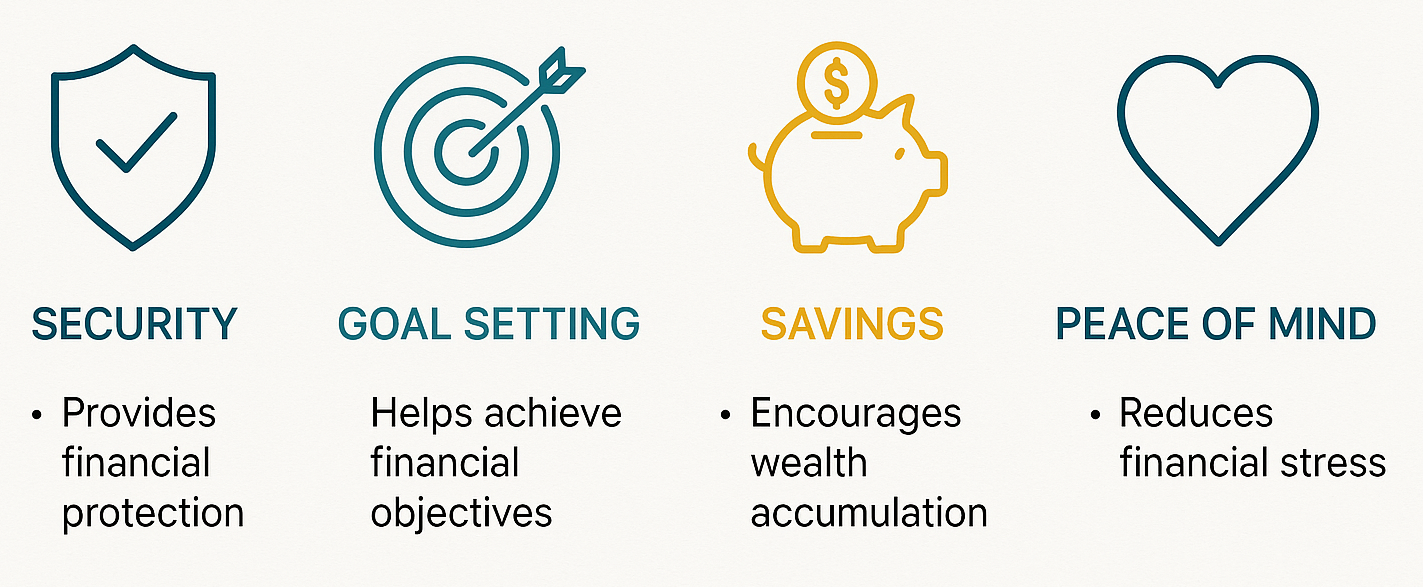 $
SECURITY
• Provides
financial
protection
GOAL SETTING
Helps achieve
financial
objectives
SAVINGS
• Encourages
wealth
accumulation
PEACE OF MIND
• Reduces
financial stress